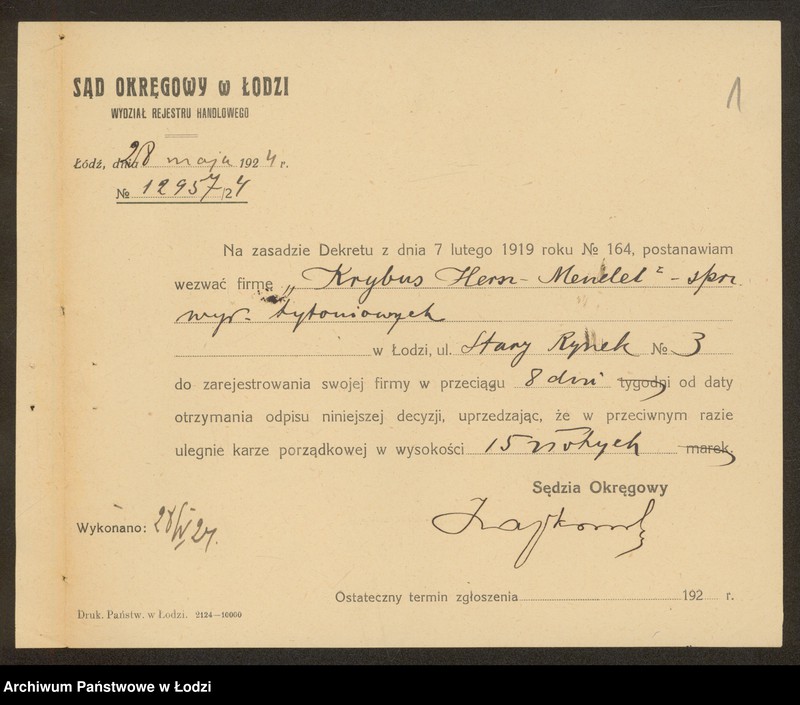 SĄD OKRĘGOWY w ŁODZI
WYDZIAŁ REJESTRU HANDLOWEGO
1
Łódź, dnia 28 maja 1924 r.
№ 12957/24
Na zasadzie Dekretu z dnia 7 lutego 1919 roku № 164, postanawiam
wezwać firmę „Krybus Hersz-Mendel" - sprz.
wyr. tytoniowych
w Łodzi, ul. Stary Rynek № 3
do zarejestrowania swojej firmy w przeciągu 8 dni tygodni od daty
otrzymania odpisu niniejszej decyzji, uprzedzając, że w przeciwnym razie
ulegnie karze porządkowej w wysokości 15 złotych marek.
Sędzia Okręgowy
Wykonano: 28/V 24.
Ostateczny termin zgłoszenia 192 r.
Druk. Państw. w Łodzi. 2124—10000
Archiwum Państwowe w Łodzi